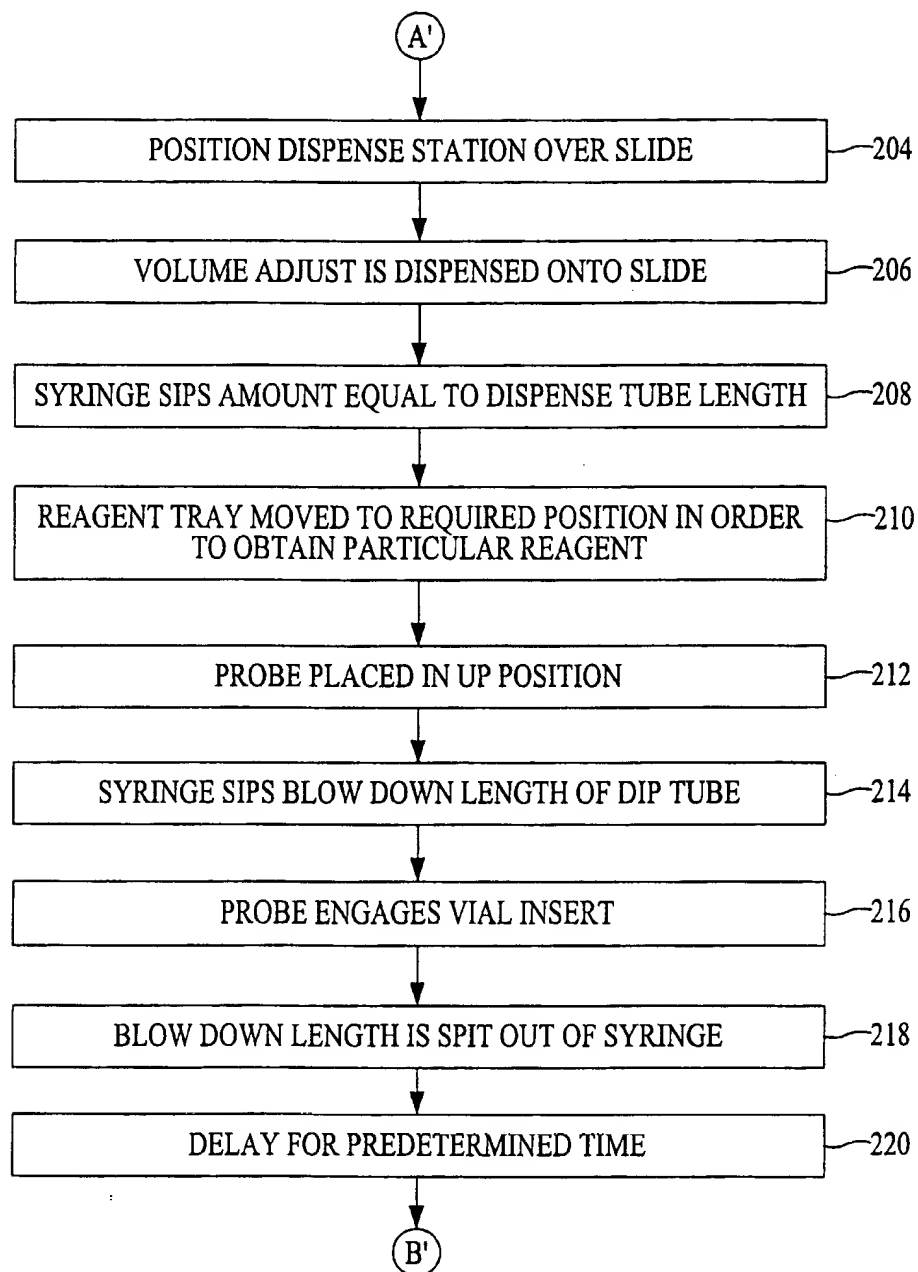 A'
POSITION DISPENSE STATION OVER SLIDE
204
VOLUME ADJUST IS DISPENSED ONTO SLIDE
206
SYRINGE SIPS AMOUNT EQUAL TO DISPENSE TUBE LENGTH
208
REAGENT TRAY MOVED TO REQUIRED POSITION IN ORDER
TO OBTAIN PARTICULAR REAGENT
210
PROBE PLACED IN UP POSITION
212
SYRINGE SIPS BLOW DOWN LENGTH OF DIP TUBE
214
PROBE ENGAGES VIAL INSERT
216
BLOW DOWN LENGTH IS SPIT OUT OF SYRINGE
218
DELAY FOR PREDETERMINED TIME
220
B'